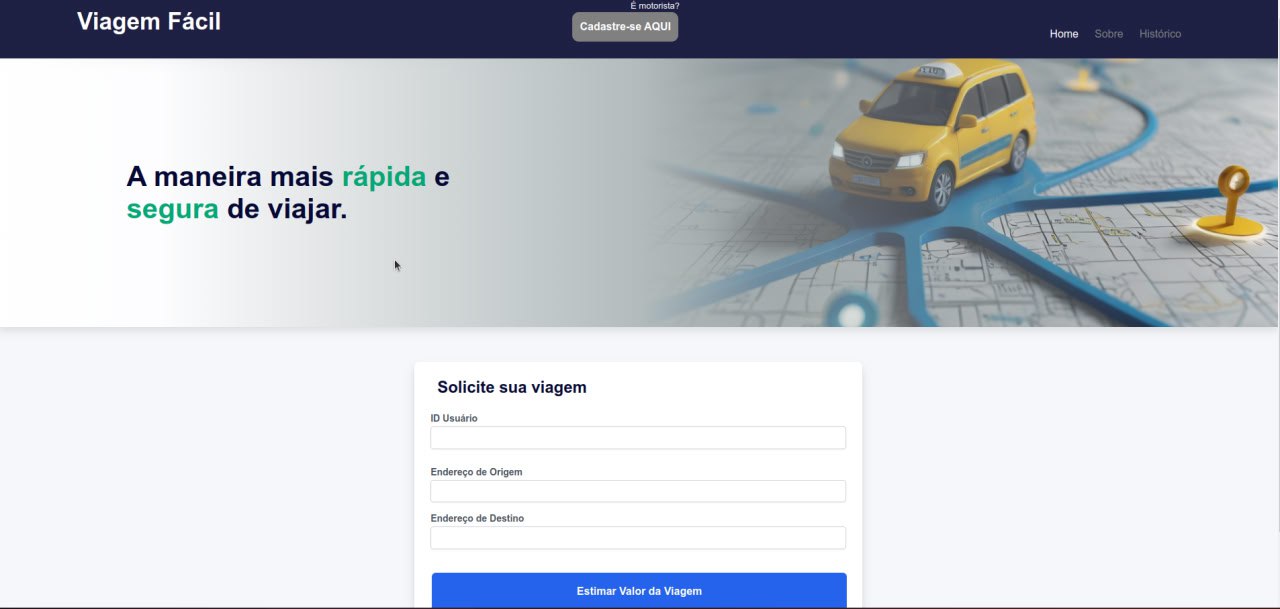 Viagem Fácil
É motorista?
Cadastre-se AQUI
Home Sobre Histórico
A maneira mais rápida e
segura de viajar.
Solicite sua viagem
ID Usuário
Endereço de Origem
Endereço de Destino
Estimar Valor da Viagem